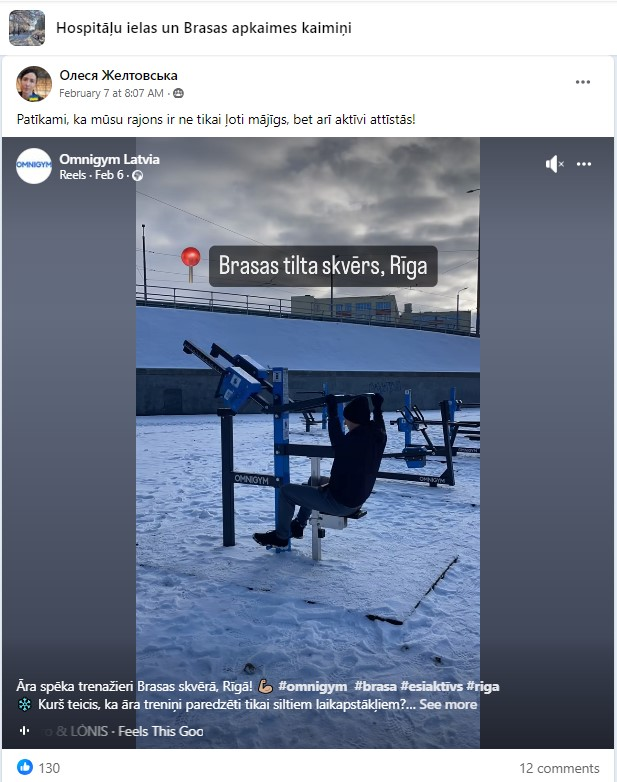 Hospitāļu ielas un Brasas apkaimes kaimiņi
Олеся Желтовська
February 7 at 8:07 AM ·
Patīkami, ka mūsu rajons ir ne tikai ļoti mājīgs, bet arī aktīvi attīstās!
OMNIGYM
Omnigym Latvia
Reels · Feb 6 ·
Brasas tilta skvērs, Rīga
OMNIGYM
OMNIGYM
Āra spēka trenažieri Brasas skvērā, Rīgā! 💪 #omnigym #brasa #esiaktīvs #riga
❄ Kurš teicis, ka āra treniņi paredzēti tikai siltiem laikapstākļiem?... See more
& LŌNIS · Feels This Goo
130
12 comments